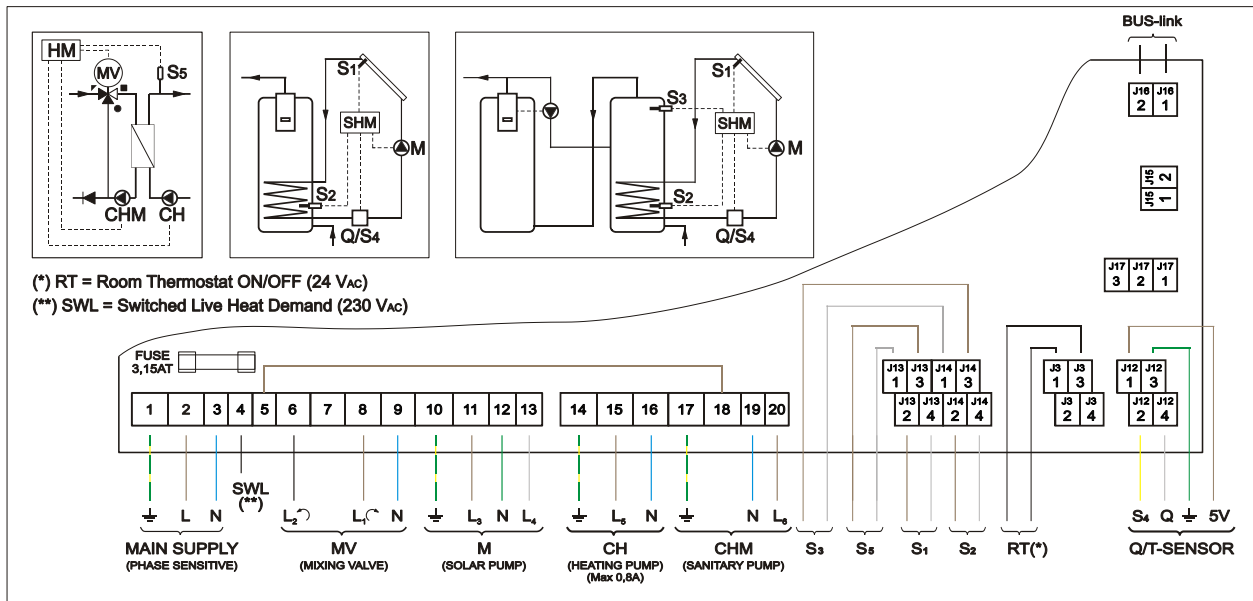 BUS-link
HM
MV
S5
CHM
CH
S1
SHM
M
S2
Q/S4
S1
S3
SHM
M
S2
Q/S4
J16 2
J16 1
J15 2
J15 1
J17 3
J17 2
J17 1
(*) RT = Room Thermostat ON/OFF (24 VAC)
(**) SWL = Switched Live Heat Demand (230 VAC)
FUSE
3,15AT
1 2 3 4 5 6 7 8 9 10 11 12 13
14 15 16 17 18 19 20
J13 1
J13 3
J14 1
J14 3
J13 2
J13 4
J14 2
J14 4
J3 1
J3 3
J3 2
J3 4
J12 1
J12 3
J12 2
J12 4
SWL
(**)
L N
L2 L1 N
L3 N L4
L5 N
N L6
S4 Q 5V
MAIN SUPPLY
(PHASE SENSITIVE)
MV
(MIXING VALVE)
M
(SOLAR PUMP)
CH
(HEATING PUMP)
(Max 0,8A)
CHM
(SANITARY PUMP)
S3
S5
S1
S2
RT(*)
Q/T-SENSOR